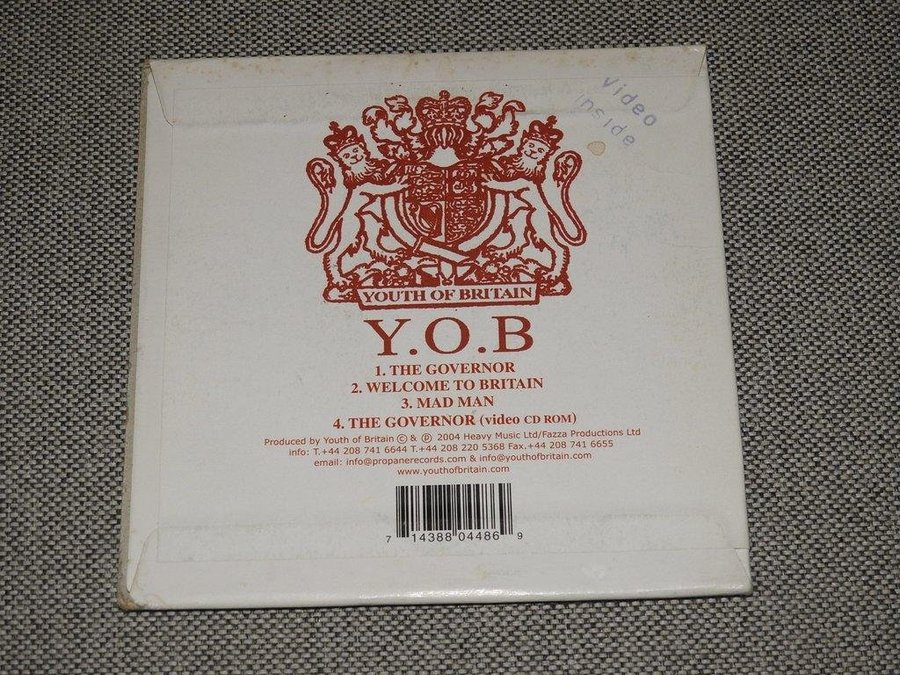 video
inside
YOUTH OF BRITAIN
Y.O.B
1. THE GOVERNOR
2. WELCOME TO BRITAIN
3. MAD MAN
4. THE GOVERNOR (video CD ROM)
Produced by Youth of Britain © & ℗ 2004 Heavy Music Ltd/Fazza Productions Ltd
info: T.+44 208 741 6644 T.+44 208 220 5368 Fax.+44 208 741 6655
email: info@propanerecords.com & info@youthofbritain.com
www.youthofbritain.com
7 14388 04486 9